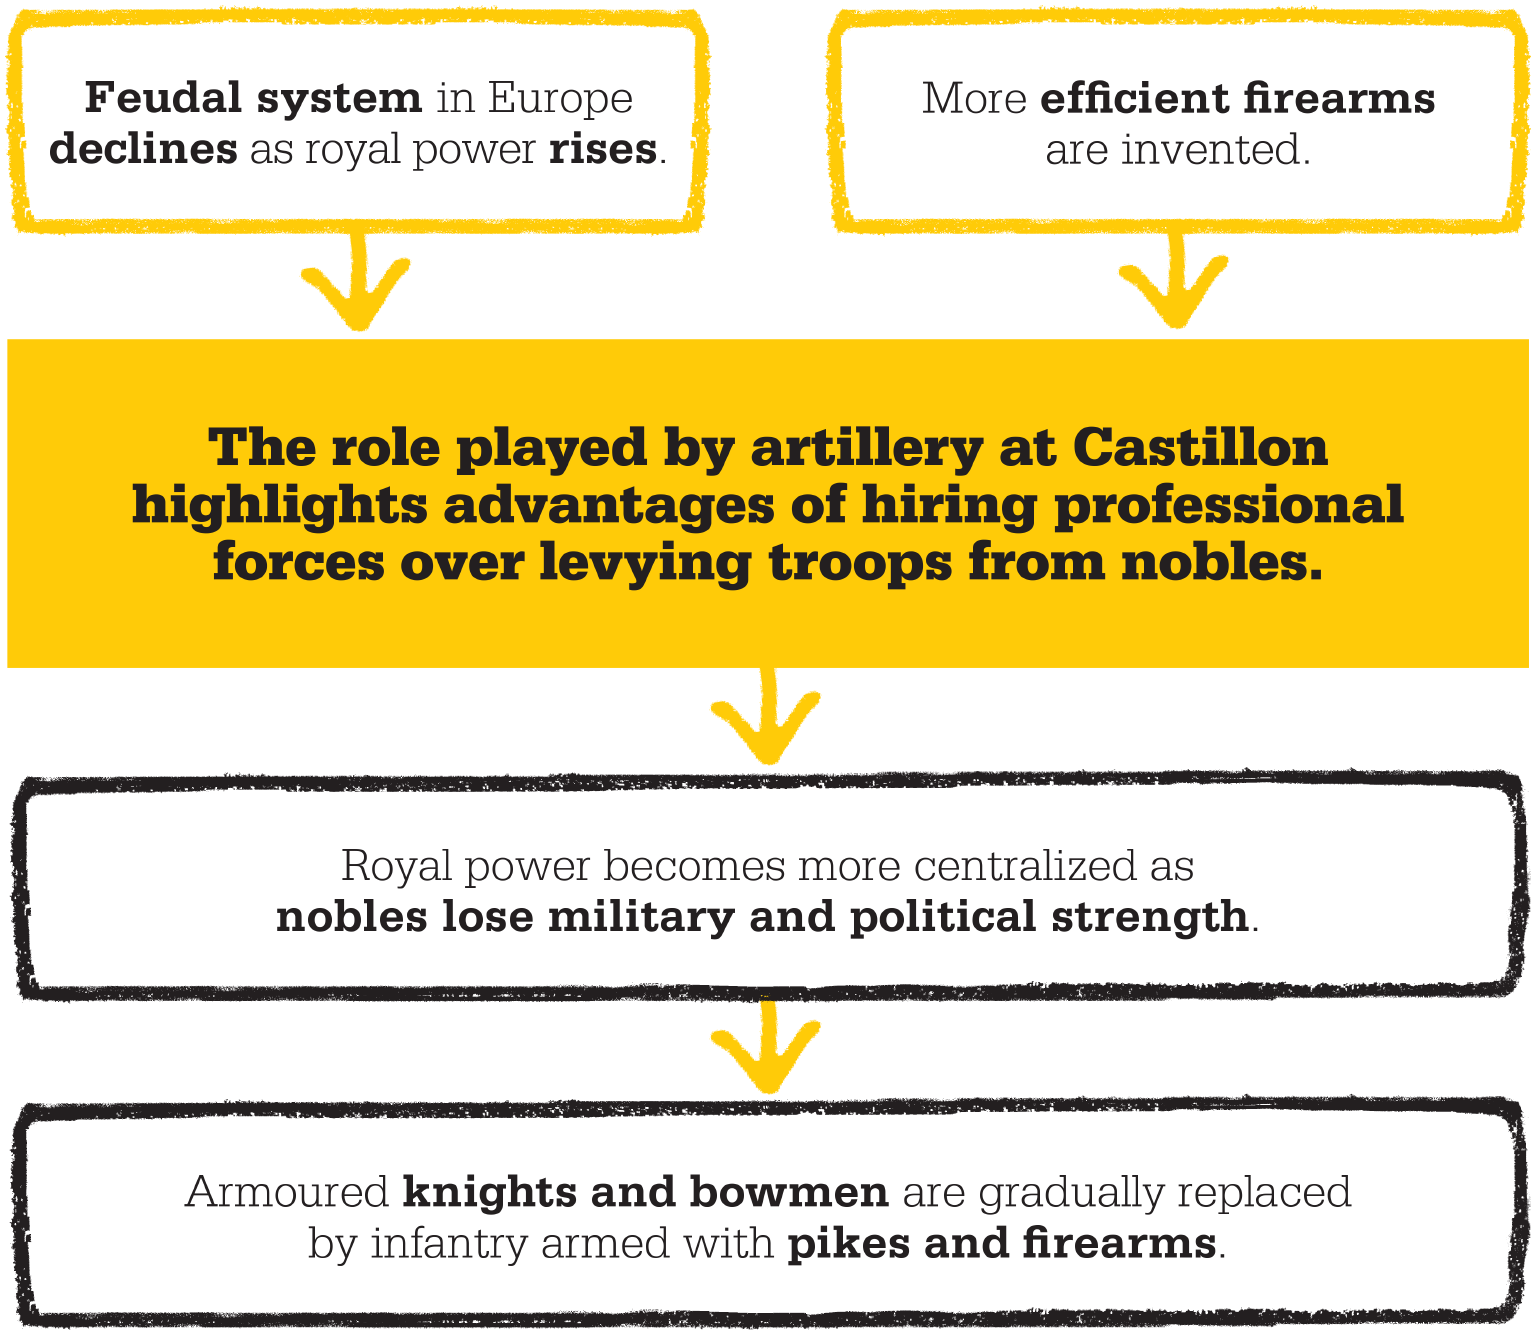 Feudal system in Europe
declines as royal power rises.
More efficient firearms
are invented.
The role played by artillery at Castillon
highlights advantages of hiring professional
forces over levying troops from nobles.
Royal power becomes more centralized as
nobles lose military and political strength.
Armoured knights and bowmen are gradually replaced
by infantry armed with pikes and firearms.